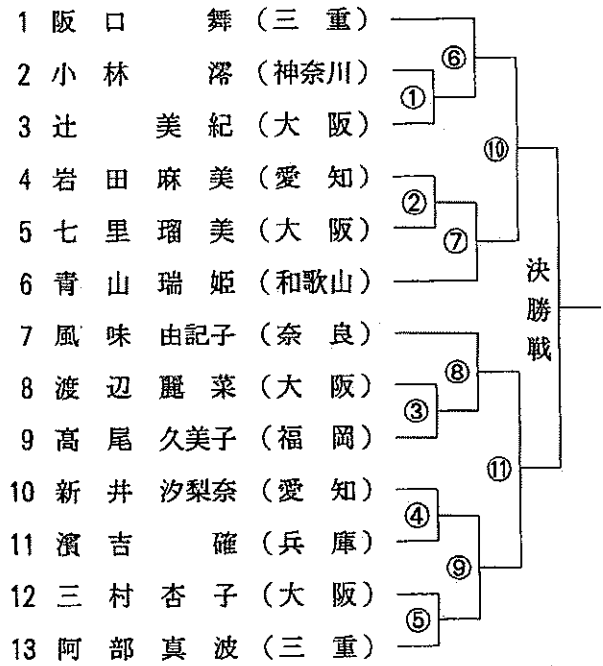 1 阪口 舞 (三重)
2 小林 澪 (神奈川)
3 辻 美紀 (大阪)
4 岩田麻美 (愛知)
5 七里瑠美 (大阪)
6 青山瑞姫 (和歌山)
7 風味由記子 (奈良)
8 渡辺麗菜 (大阪)
9 高尾久美子 (福岡)
10 新井汐梨奈 (愛知)
11 濱吉 確 (兵庫)
12 三村杏子 (大阪)
13 阿部真波 (三重)
⑥
①
⑩
②
⑦
決勝戦
⑧
③
⑪
④
⑨
⑤